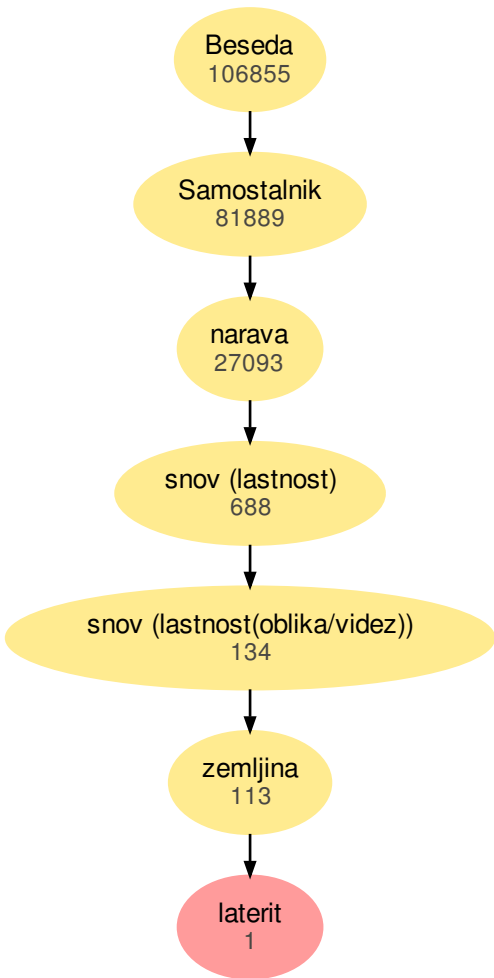 Beseda
106855
Samostalnik
81889
narava
27093
snov (lastnost)
688
snov (lastnost(oblika/videz))
134
zemljina
113
laterit
1